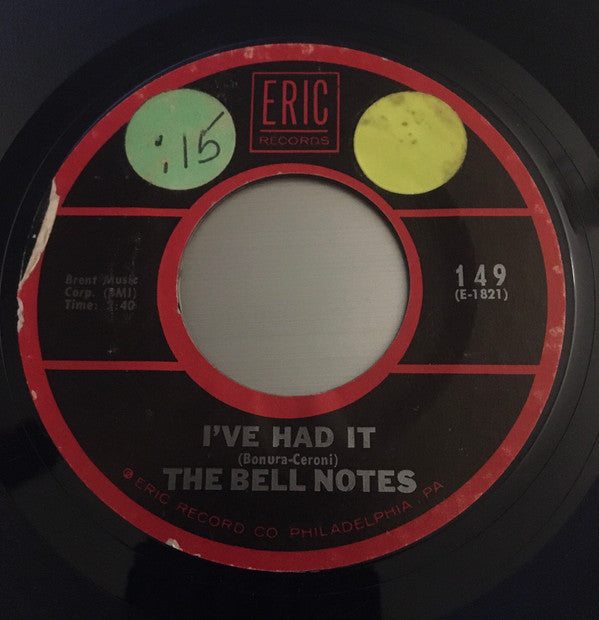 ERIC
RECORDS
:15
Brent Music
Corp. (BMI)
Time: :40
149
(E-1821)
I'VE HAD IT
(Bonura-Ceroni)
THE BELL NOTES
℗ ERIC RECORD CO PHILADELPHIA, PA